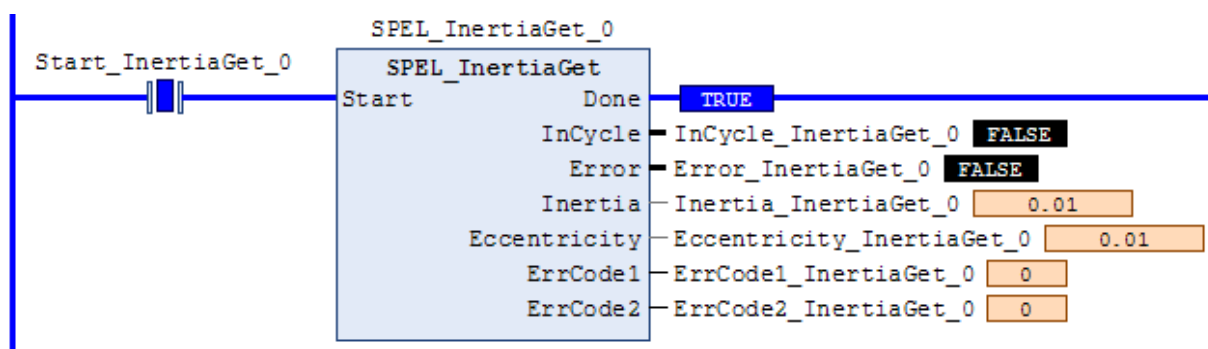 SPEL_InertiaGet_0
Start_InertiaGet_0
SPEL_InertiaGet
Start Done TRUE
InCycle InCycle_InertiaGet_0 FALSE
Error Error_InertiaGet_0 FALSE
Inertia Inertia_InertiaGet_0 0.01
Eccentricity Eccentricity_InertiaGet_0 0.01
ErrCode1 ErrCode1_InertiaGet_0 0
ErrCode2 ErrCode2_InertiaGet_0 0